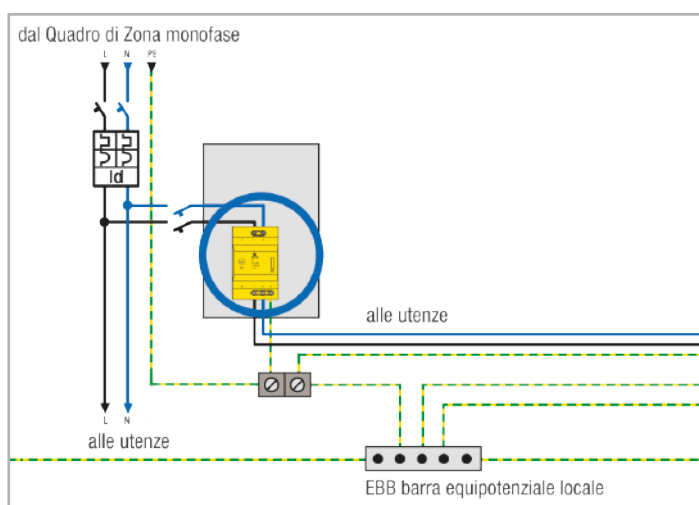 dal Quadro di Zona monofase
L N PE
Id
alle utenze
L N
alle utenze
EBB barra equipotenziale locale